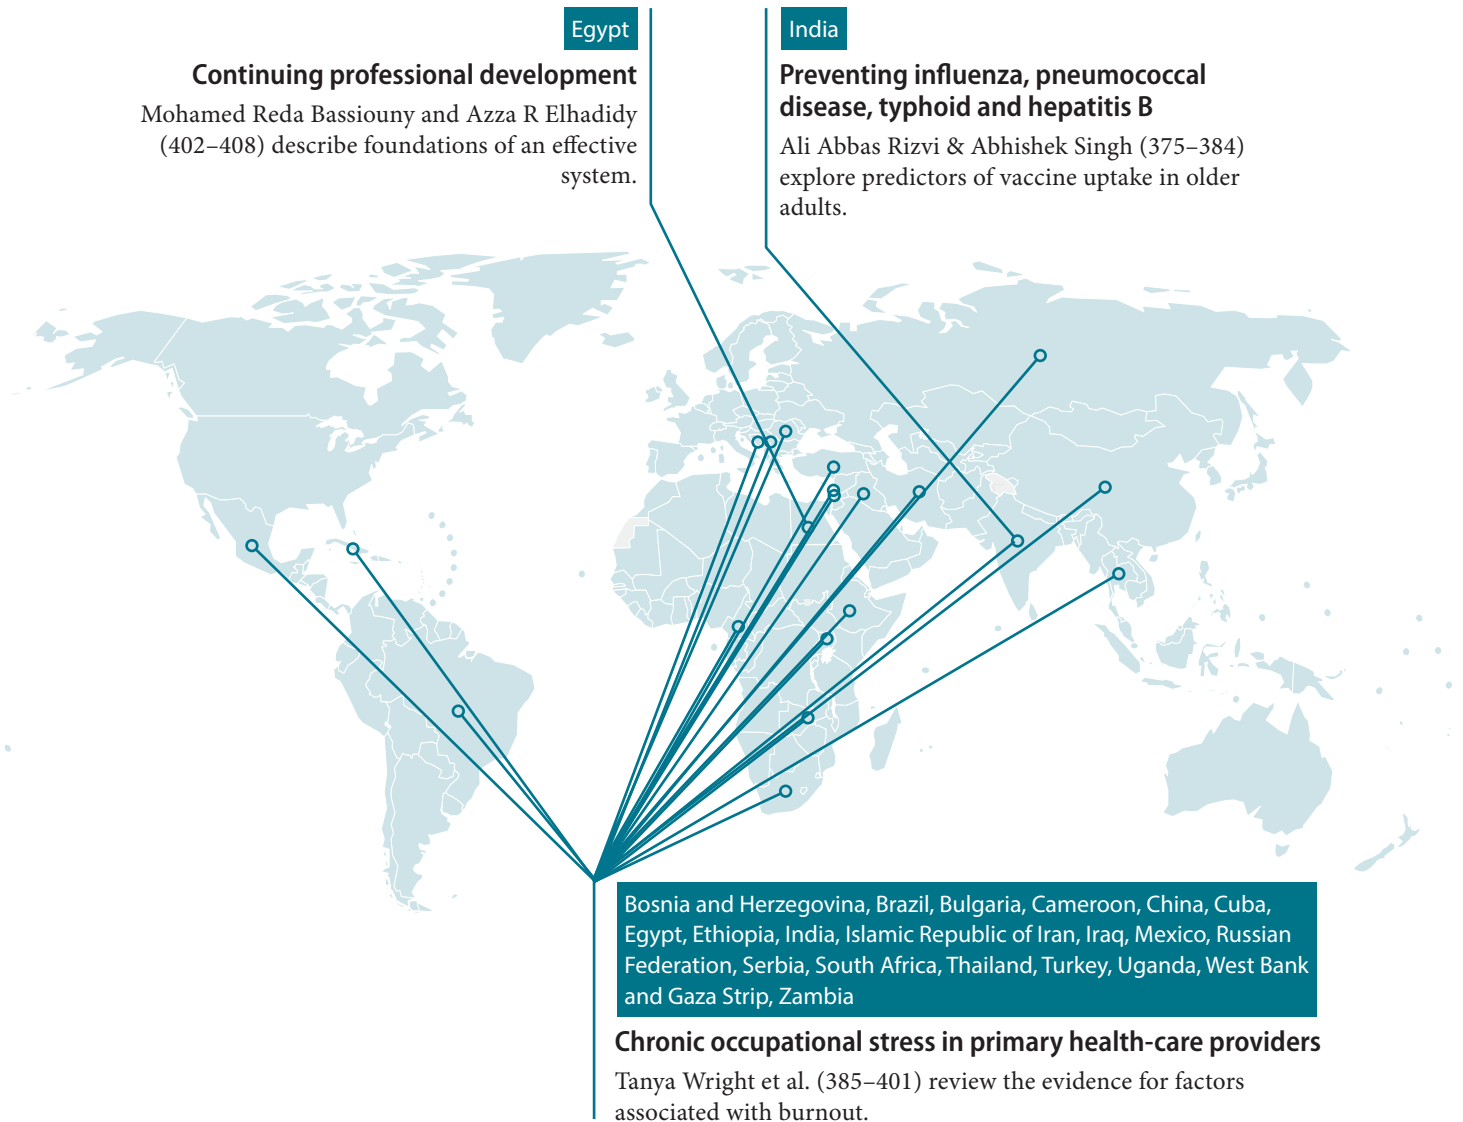 Egypt
Continuing professional development
Mohamed Reda Bassiouny and Azza R Elhadidy
(402–408) describe foundations of an effective
system.
India
Preventing influenza, pneumococcal
disease, typhoid and hepatitis B
Ali Abbas Rizvi & Abhishek Singh (375–384)
explore predictors of vaccine uptake in older
adults.
Bosnia and Herzegovina, Brazil, Bulgaria, Cameroon, China, Cuba,
Egypt, Ethiopia, India, Islamic Republic of Iran, Iraq, Mexico, Russian
Federation, Serbia, South Africa, Thailand, Turkey, Uganda, West Bank
and Gaza Strip, Zambia
Chronic occupational stress in primary health-care providers
Tanya Wright et al. (385–401) review the evidence for factors
associated with burnout.